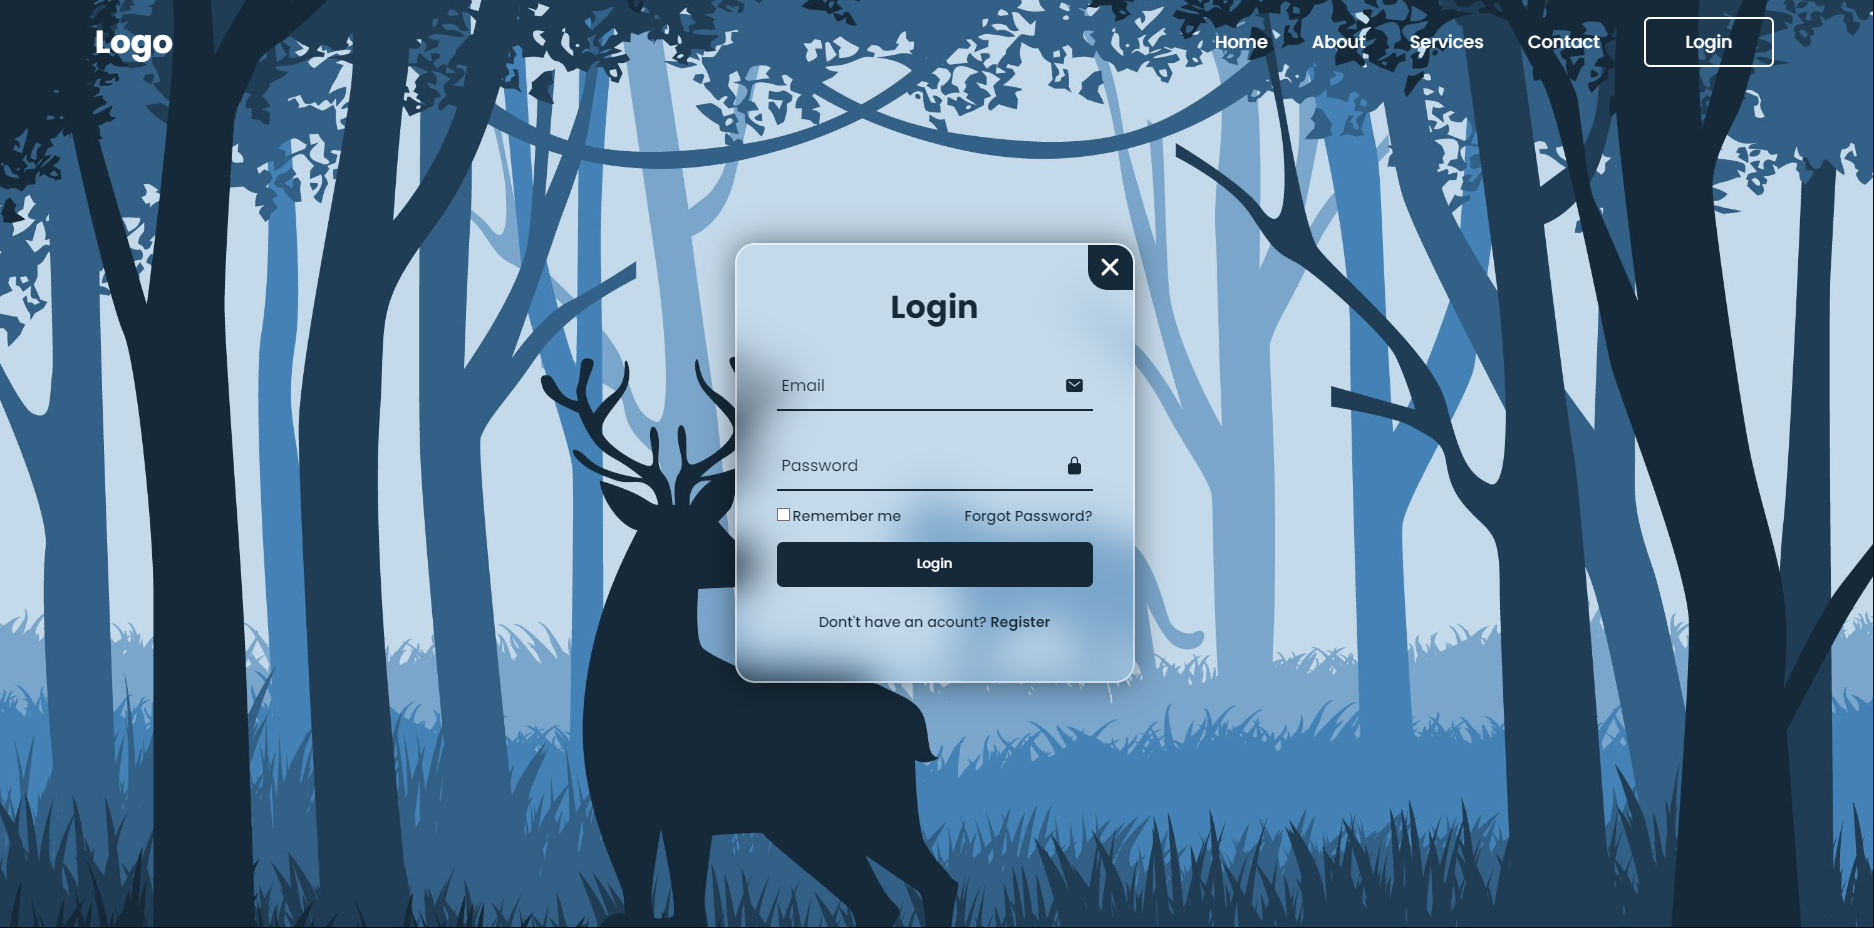 Logo Home About Services Contact Login
Login
Email
Password
Remember me Forgot Password?
Login
Dont't have an acount? Register